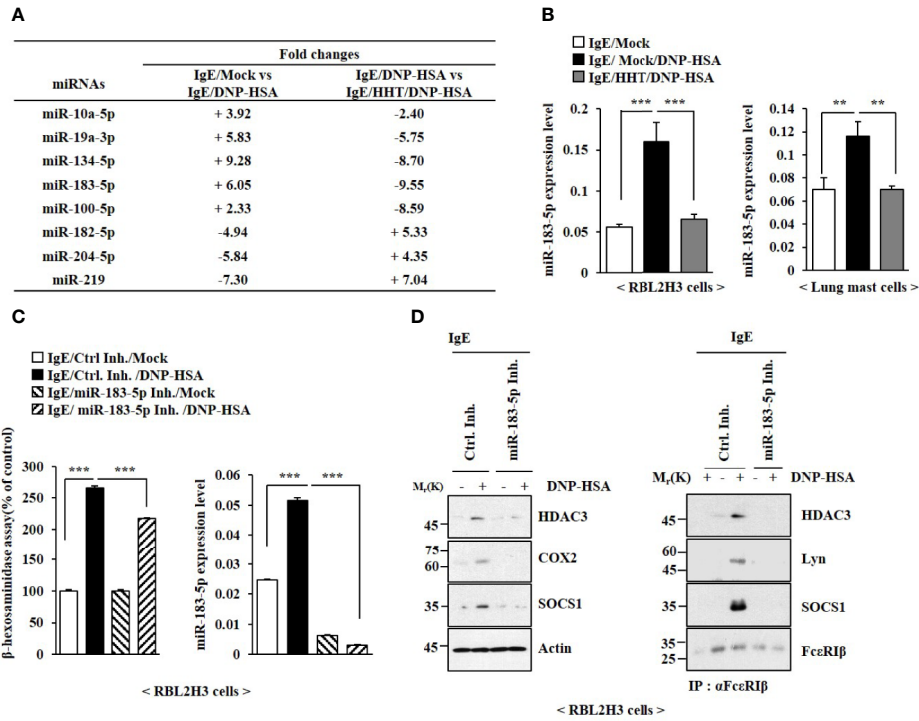 A
Fold changes
miRNAs
IgE/Mock vs IgE/DNP-HSA
IgE/DNP-HSA vs IgE/HHT/DNP-HSA
miR-10a-5p + 3.92 -2.40
miR-19a-3p + 5.83 -5.75
miR-134-5p + 9.28 -8.70
miR-183-5p + 6.05 -9.55
miR-100-5p + 2.33 -8.59
miR-182-5p -4.94 + 5.33
miR-204-5p -5.84 + 4.35
miR-219 -7.30 + 7.04
B
IgE/Mock
IgE/ Mock/DNP-HSA
IgE/HHT/DNP-HSA
miR-183-5p expression level
0.2
0.15
0.1
0.05
0
*** ***
< RBL2H3 cells >
miR-183-5p expression level
0.14
0.12
0.1
0.08
0.06
0.04
0.02
0
** **
< Lung mast cells >
C
IgE/Ctrl Inh./Mock
IgE/Ctrl. Inh. /DNP-HSA
IgE/miR-183-5p Inh./Mock
IgE/ miR-183-5p Inh. /DNP-HSA
β-hexosaminidase assay(% of control)
300
250
200
150
100
50
0
*** ***
miR-183-5p expression level
0.06
0.05
0.04
0.03
0.02
0.01
0
*** ***
< RBL2H3 cells >
D
IgE
Ctrl. Inh.
miR-183-5p Inh.
Mr(K) - + - + DNP-HSA
45 HDAC3
75
60 COX2
35 SOCS1
45 Actin
IgE
Ctrl. Inh.
miR-183-5p Inh.
Mr(K) + - + - + DNP-HSA
45 HDAC3
60
45 Lyn
35 SOCS1
35
25 FcεRIβ
IP : αFcεRIβ
< RBL2H3 cells >